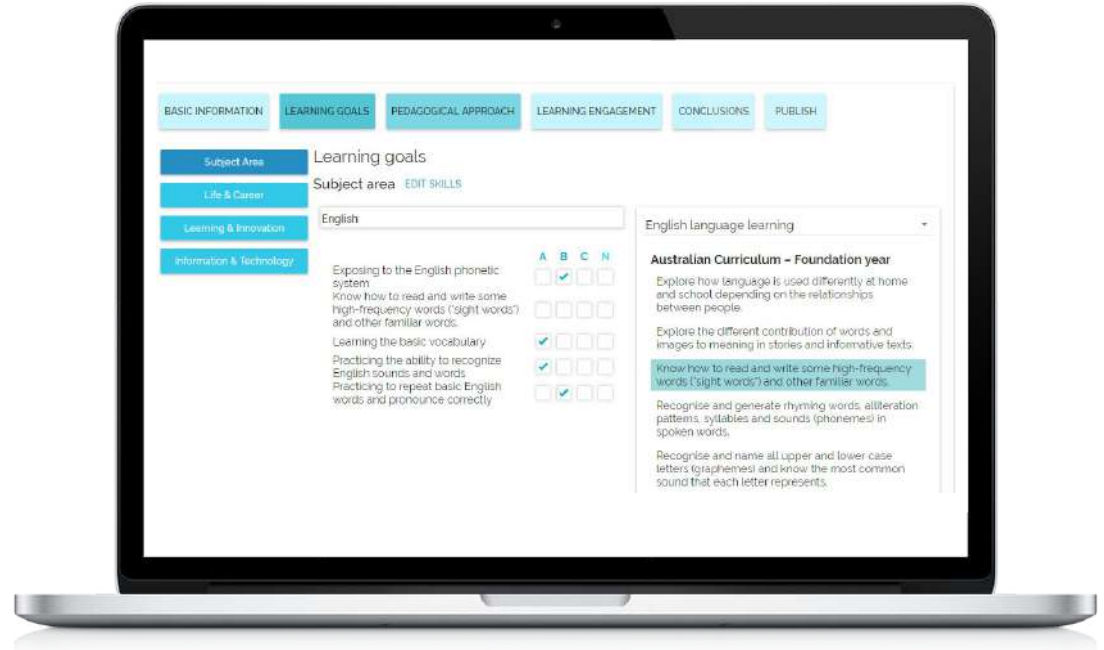 BASIC INFORMATION
LEARNING GOALS
PEDAGOGICAL APPROACH
LEARNING ENGAGEMENT
CONCLUSIONS
PUBLISH
Subject Area
Life & Career
Learning & Innovation
Information & Technology
Learning goals
Subject area EDIT SKILLS
English
A B C N
Exposing to the English phonetic
system
Know how to read and write some
high-frequency words ("sight words")
and other familiar words.
Learning the basic vocabulary
Practicing the ability to recognize
English sounds and words
Practicing to repeat basic English
words and pronounce correctly
English language learning
Australian Curriculum – Foundation year
Explore how language is used differently at home
and school depending on the relationships
between people.
Explore the different contribution of words and
images to meaning in stories and informative texts.
Know how to read and write some high-frequency
words ("sight words") and other familiar words.
Recognise and generate rhyming words, alliteration
patterns, syllables and sounds (phonemes) in
spoken words.
Recognise and name all upper and lower case
letters (graphemes) and know the most common
sound that each letter represents.